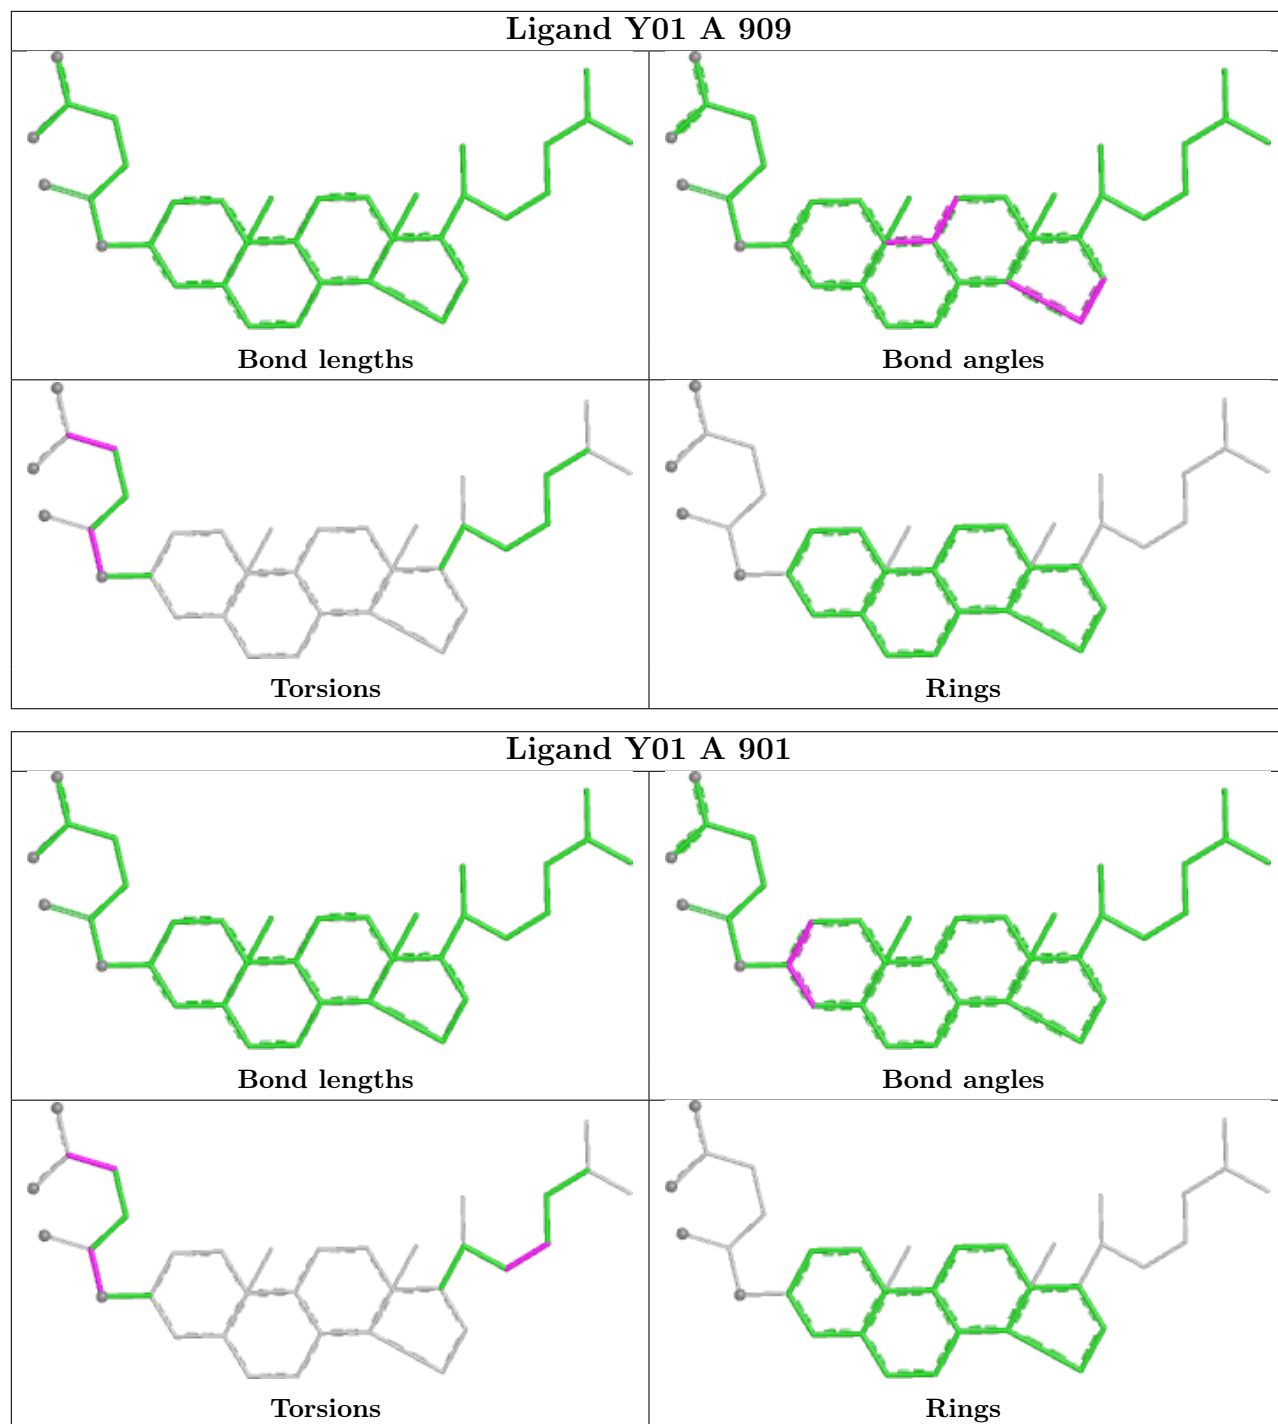 Ligand Y01 A 909
Bond lengths
Bond angles
Torsions
Rings
Ligand Y01 A 901
Bond lengths
Bond angles
Torsions
Rings